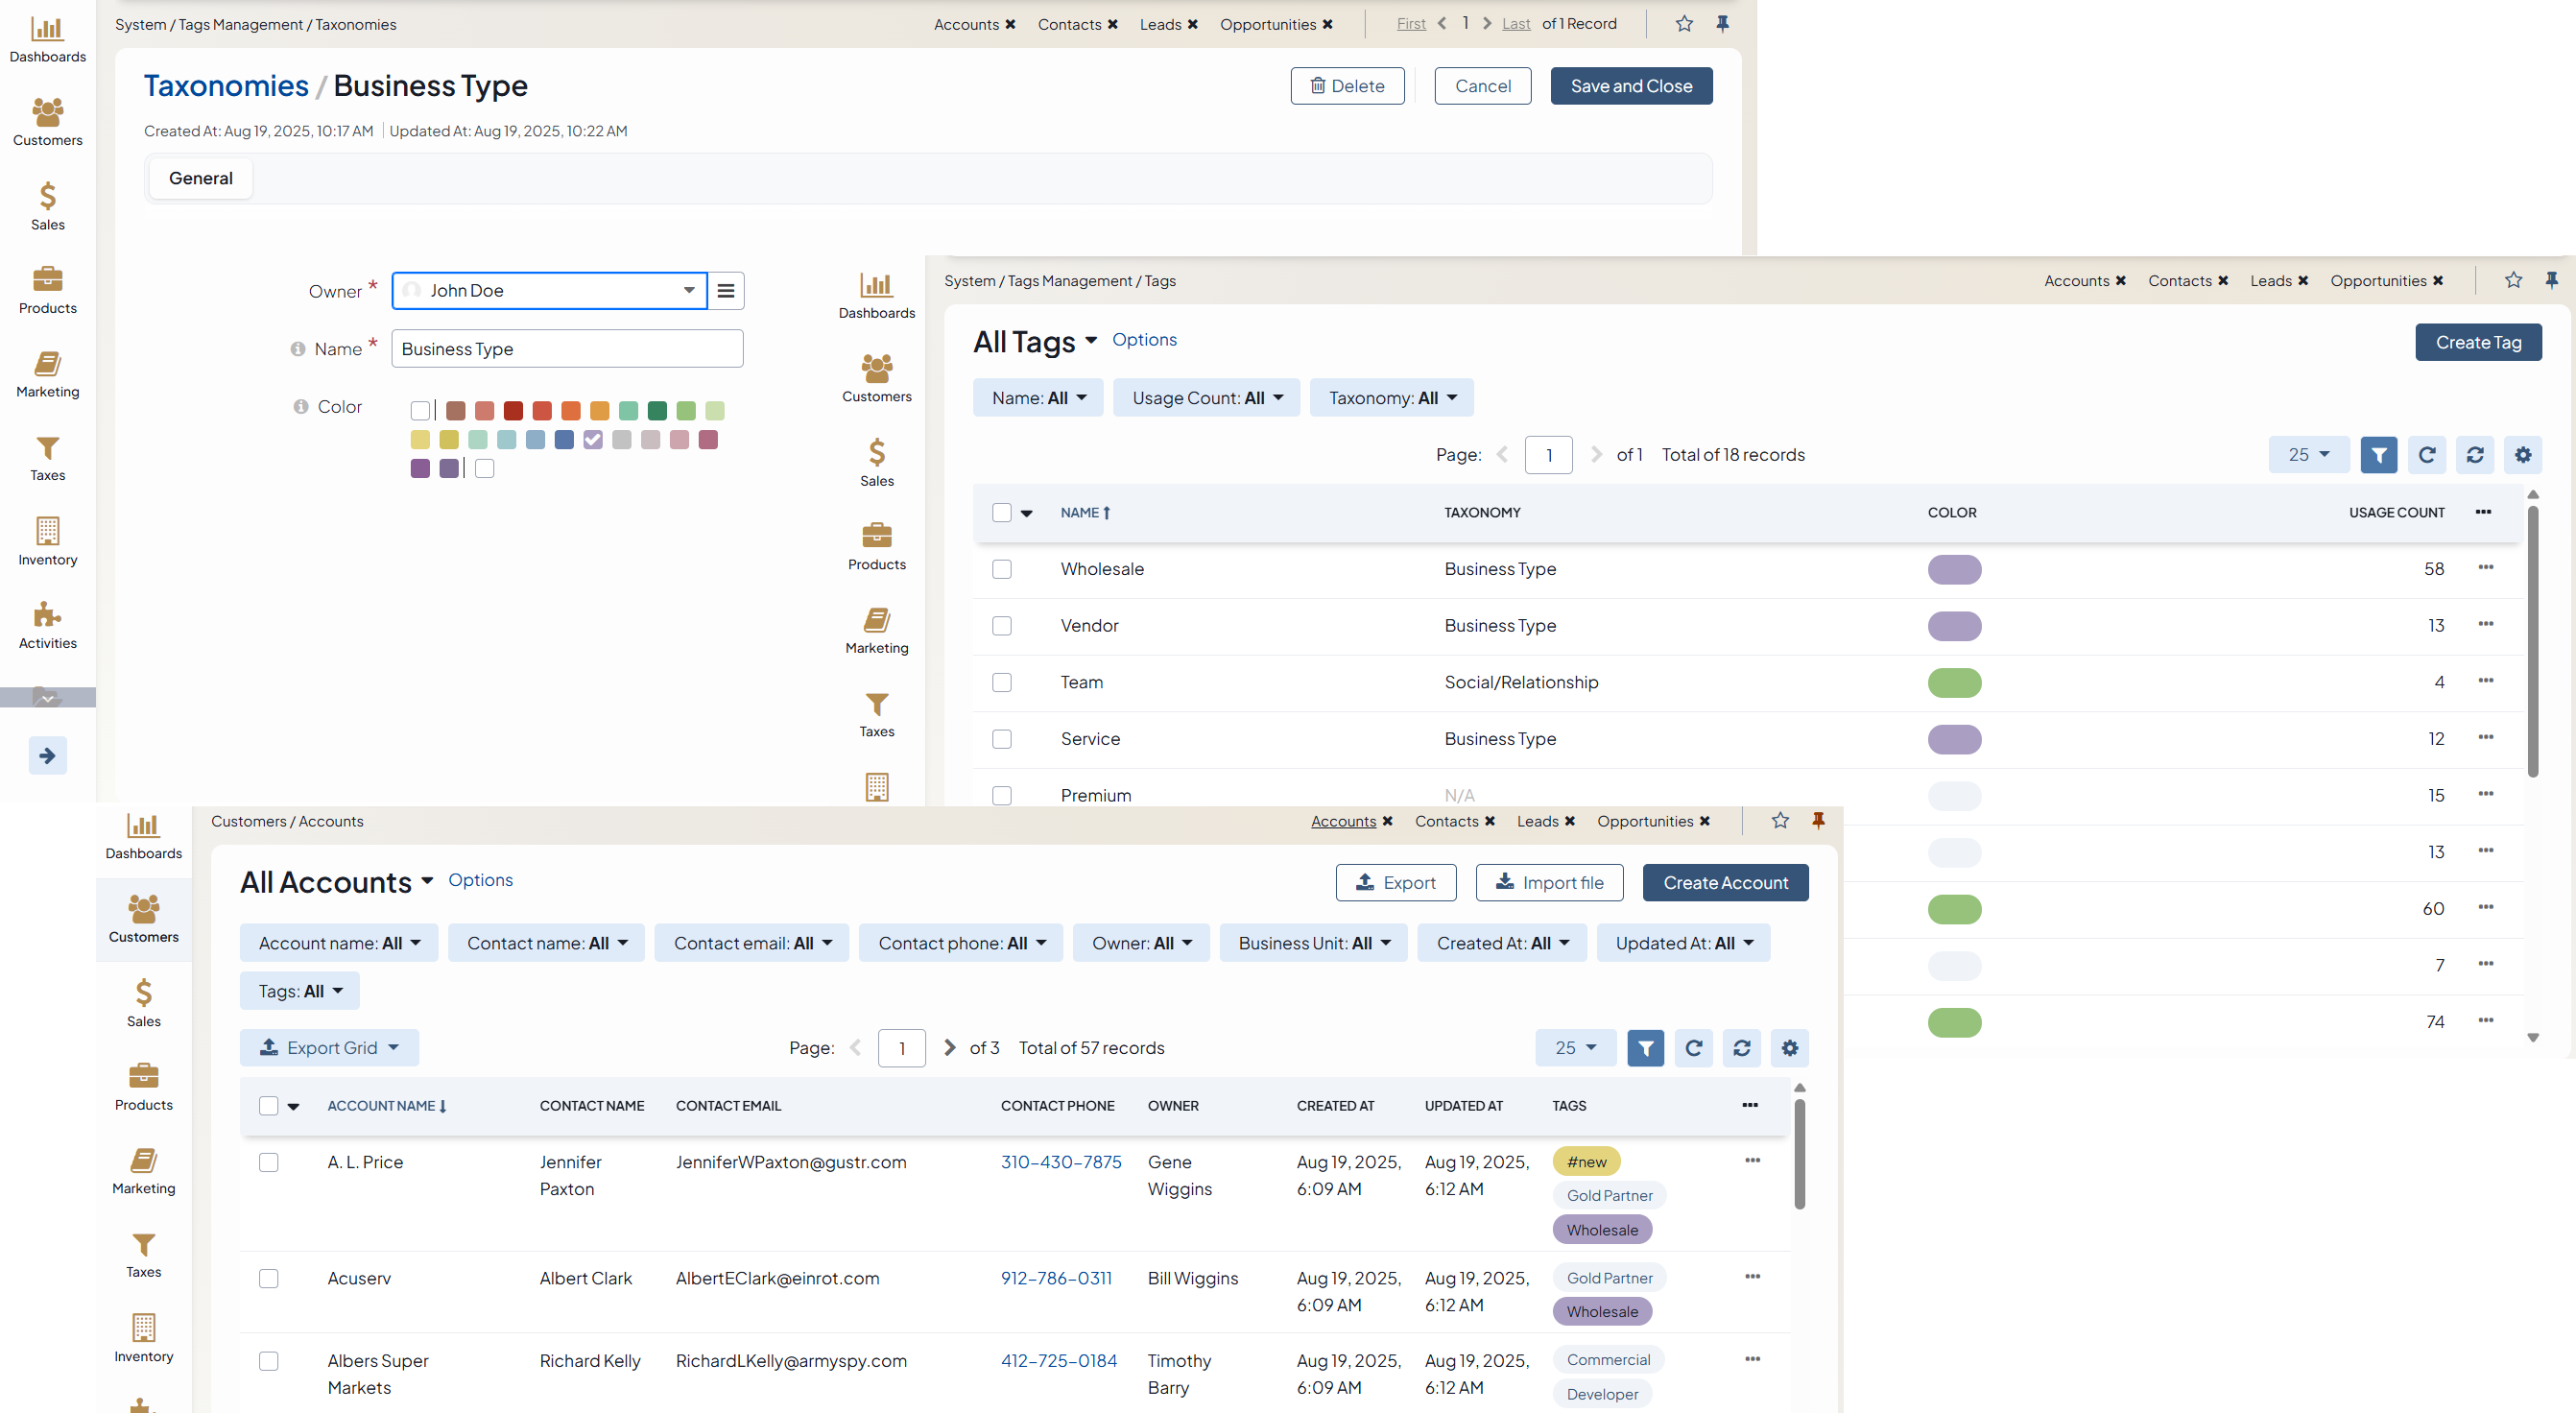 Dashboards
Customers
Sales
Products
Marketing
Taxes
Inventory
Activities
System / Tags Management / Taxonomies
Accounts ✖ Contacts ✖ Leads ✖ Opportunities ✖
First 1 Last of 1 Record
Taxonomies / Business Type
Delete
Cancel
Save and Close
Created At: Aug 19, 2025, 10:17 AM | Updated At: Aug 19, 2025, 10:22 AM
General
Owner * John Doe
Name * Business Type
Color
Dashboards
Customers
Sales
Products
Marketing
Taxes
System / Tags Management / Tags
Accounts ✖ Contacts ✖ Leads ✖ Opportunities ✖
All Tags Options
Create Tag
Name: All Usage Count: All Taxonomy: All
Page: 1 of 1 Total of 18 records
25
NAME TAXONOMY COLOR USAGE COUNT
Wholesale Business Type 58
Vendor Business Type 13
Team Social/Relationship 4
Service Business Type 12
Premium N/A 15
13
60
7
74
Dashboards
Customers
Sales
Products
Marketing
Taxes
Inventory
Customers / Accounts
Accounts ✖ Contacts ✖ Leads ✖ Opportunities ✖
All Accounts Options
Export
Import file
Create Account
Account name: All Contact name: All Contact email: All Contact phone: All Owner: All Business Unit: All Created At: All Updated At: All
Tags: All
Export Grid
Page: 1 of 3 Total of 57 records
25
ACCOUNT NAME CONTACT NAME CONTACT EMAIL CONTACT PHONE OWNER CREATED AT UPDATED AT TAGS
A. L. Price Jennifer JenniferWPaxton@gustr.com 310-430-7875 Gene Aug 19, 2025, Aug 19, 2025, #new
Paxton Wiggins 6:09 AM 6:12 AM Gold Partner
Wholesale
Acuserv Albert Clark AlbertEClark@einrot.com 912-786-0311 Bill Wiggins Aug 19, 2025, Aug 19, 2025, Gold Partner
6:09 AM 6:12 AM Wholesale
Albers Super Richard Kelly RichardLKelly@armyspy.com 412-725-0184 Timothy Aug 19, 2025, Aug 19, 2025, Commercial
Markets Barry 6:09 AM 6:12 AM Developer